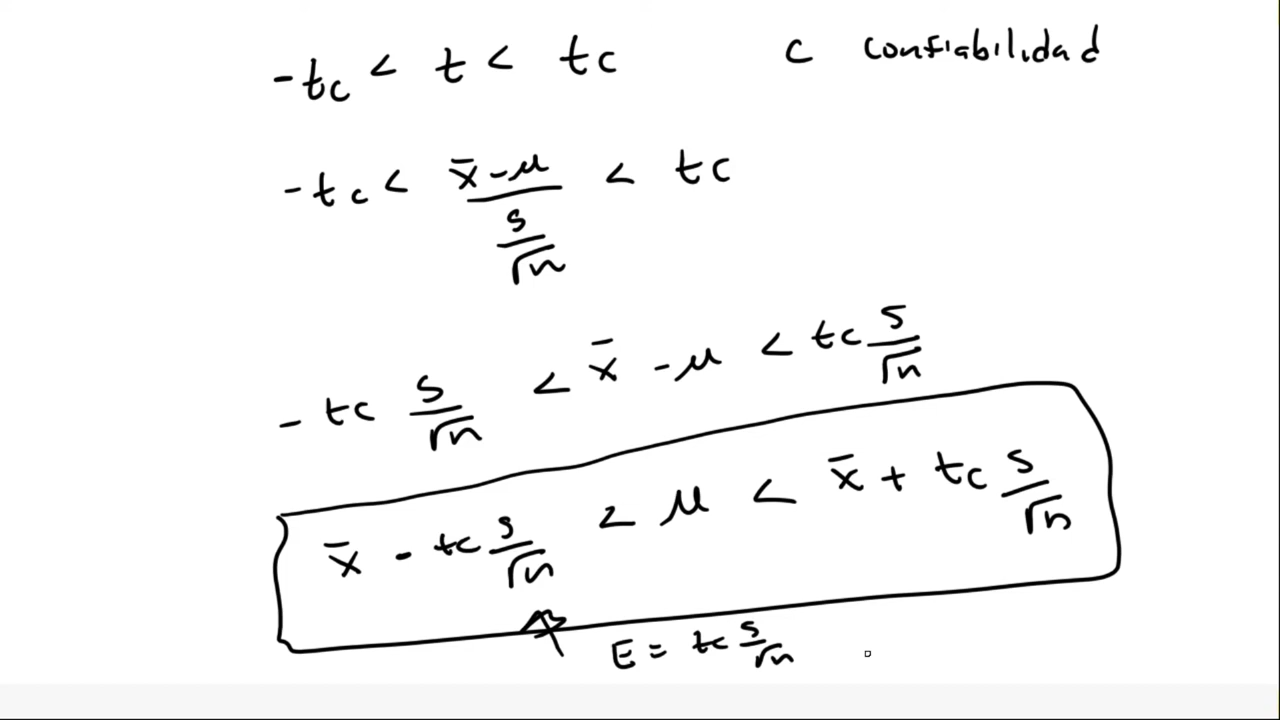 -tc < t < tc c confiabilidad
-tc < (x̄-μ)/(s/√n) < tc
-tc s/√n < x̄ - μ < tc s/√n
x̄ - tc s/√n < μ < x̄ + tc s/√n
E = tc s/√n